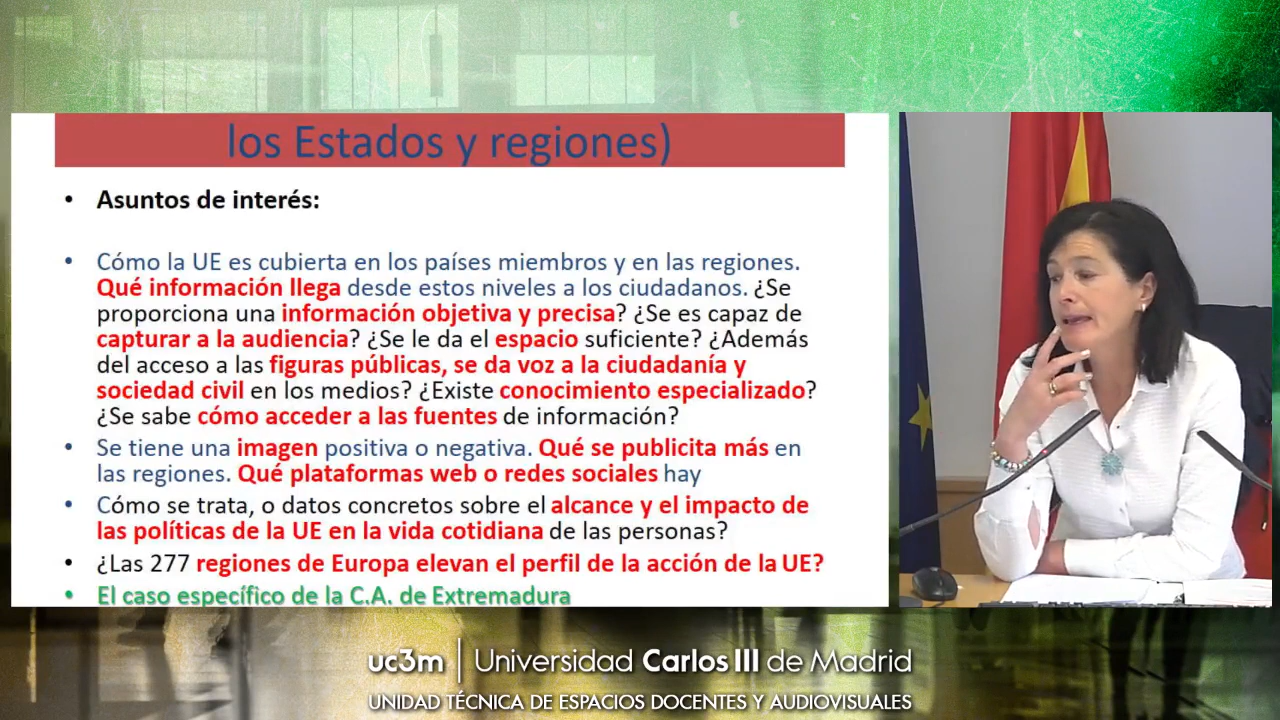 los Estados y regiones)
• Asuntos de interés:
• Cómo la UE es cubierta en los países miembros y en las regiones.
Qué información llega desde estos niveles a los ciudadanos. ¿Se
proporciona una información objetiva y precisa? ¿Se es capaz de
capturar a la audiencia? ¿Se le da el espacio suficiente? ¿Además
del acceso a las figuras públicas, se da voz a la ciudadanía y
sociedad civil en los medios? ¿Existe conocimiento especializado?
¿Se sabe cómo acceder a las fuentes de información?
• Se tiene una imagen positiva o negativa. Qué se publicita más en
las regiones. Qué plataformas web o redes sociales hay
• Cómo se trata, o datos concretos sobre el alcance y el impacto de
las políticas de la UE en la vida cotidiana de las personas?
• ¿Las 277 regiones de Europa elevan el perfil de la acción de la UE?
• El caso específico de la C.A. de Extremadura
uc3m | Universidad Carlos III de Madrid
UNIDAD TÉCNICA DE ESPACIOS DOCENTES Y AUDIOVISUALES